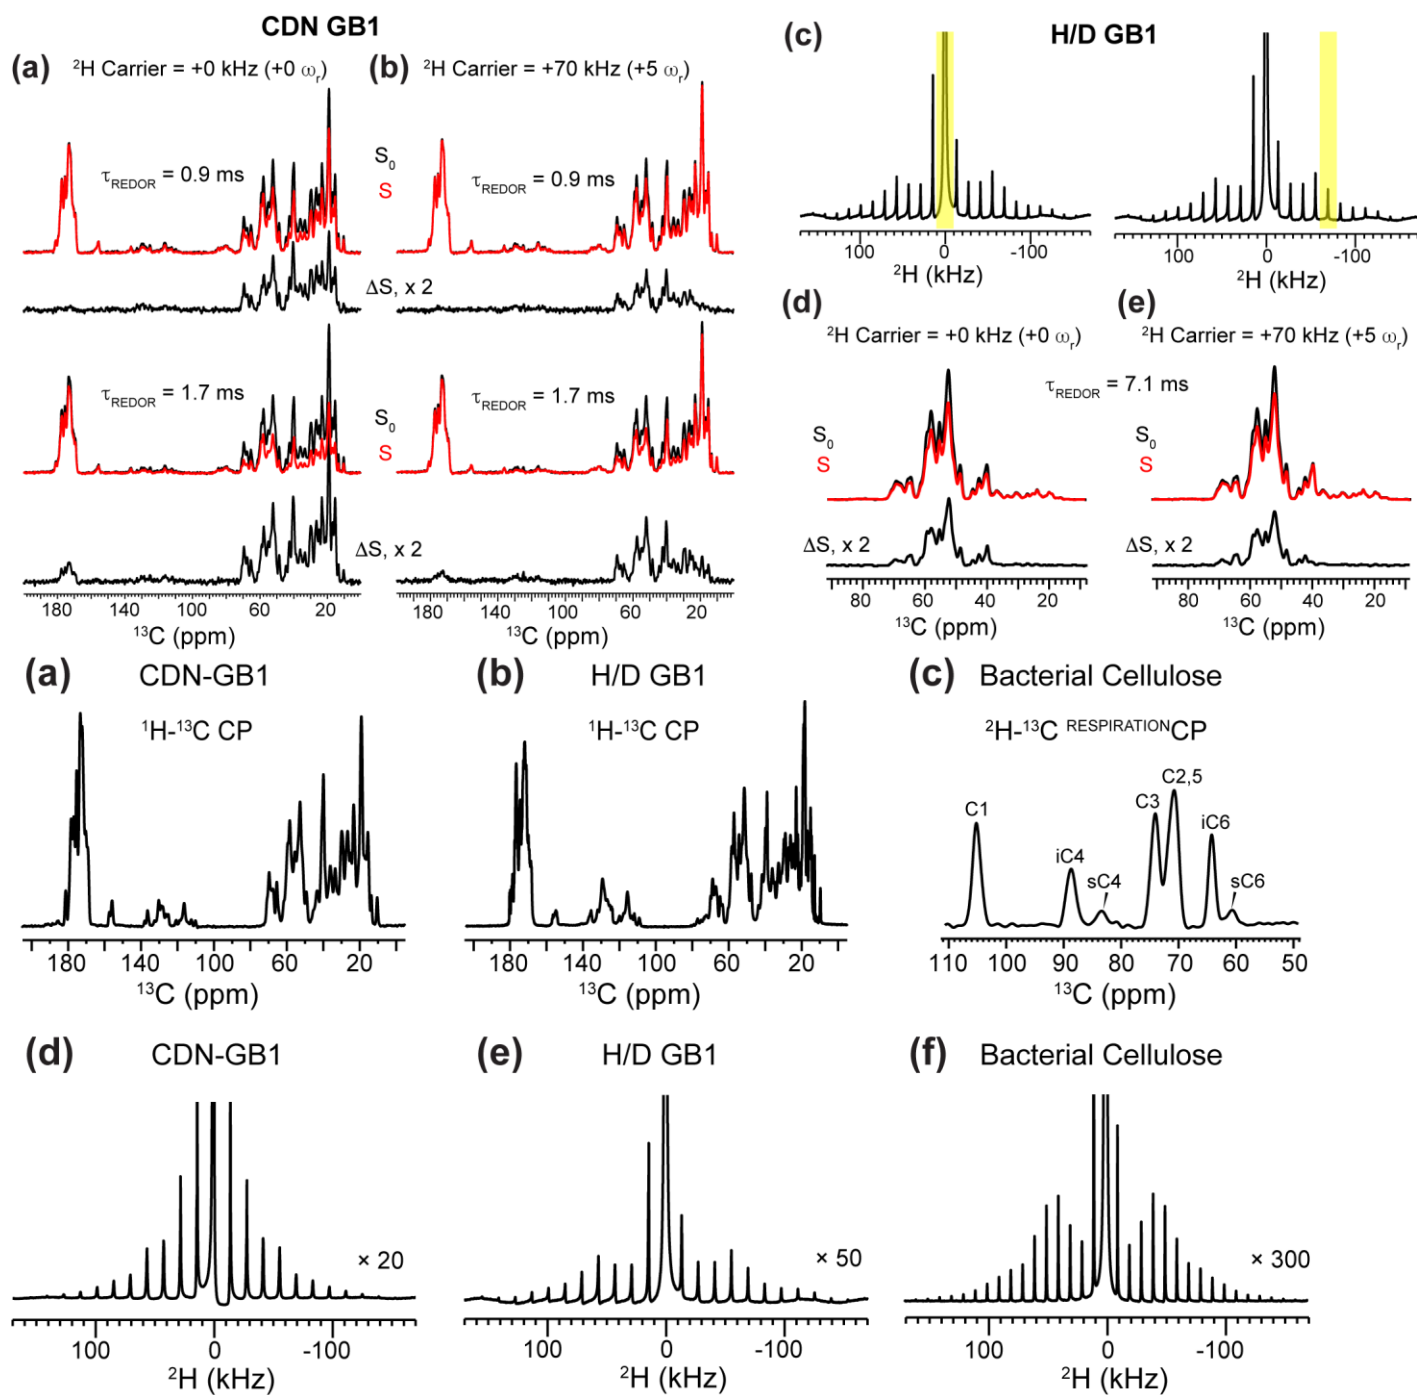 CDN GB1
(a) ²H Carrier = +0 kHz (+0 ωᵣ)
τREDOR = 0.9 ms
τREDOR = 1.7 ms
180 140 100 60 20
¹³C (ppm)
(b) ²H Carrier = +70 kHz (+5 ωᵣ)
S₀
S
τREDOR = 0.9 ms
ΔS, x 2
S₀
S
τREDOR = 1.7 ms
ΔS, x 2
180 140 100 60 20
¹³C (ppm)
(c) H/D GB1
100 0 -100
²H (kHz)
100 0 -100
²H (kHz)
(d) ²H Carrier = +0 kHz (+0 ωᵣ)
S₀
S
ΔS, x 2
80 60 40 20
¹³C (ppm)
(e) ²H Carrier = +70 kHz (+5 ωᵣ)
τREDOR = 7.1 ms
S₀
S
ΔS, x 2
80 60 40 20
¹³C (ppm)
(a) CDN-GB1
¹H-¹³C CP
180 140 100 60 20
¹³C (ppm)
(b) H/D GB1
¹H-¹³C CP
180 140 100 60 20
¹³C (ppm)
(c) Bacterial Cellulose
²H-¹³C RESPIRATIONCP
C1
iC4
sC4
C3
C2,5
iC6
sC6
110 100 90 80 70 60 50
¹³C (ppm)
(d) CDN-GB1
× 20
100 0 -100
²H (kHz)
(e) H/D GB1
× 50
100 0 -100
²H (kHz)
(f) Bacterial Cellulose
× 300
100 0 -100
²H (kHz)